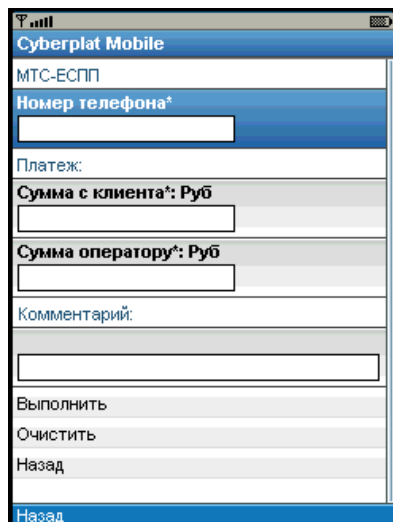 Cyberplat Mobile
МТС-ЕСПП
Номер телефона*
Платеж:
Сумма с клиента*: Руб
Сумма оператору*: Руб
Комментарий:
Выполнить
Очистить
Назад
Назад